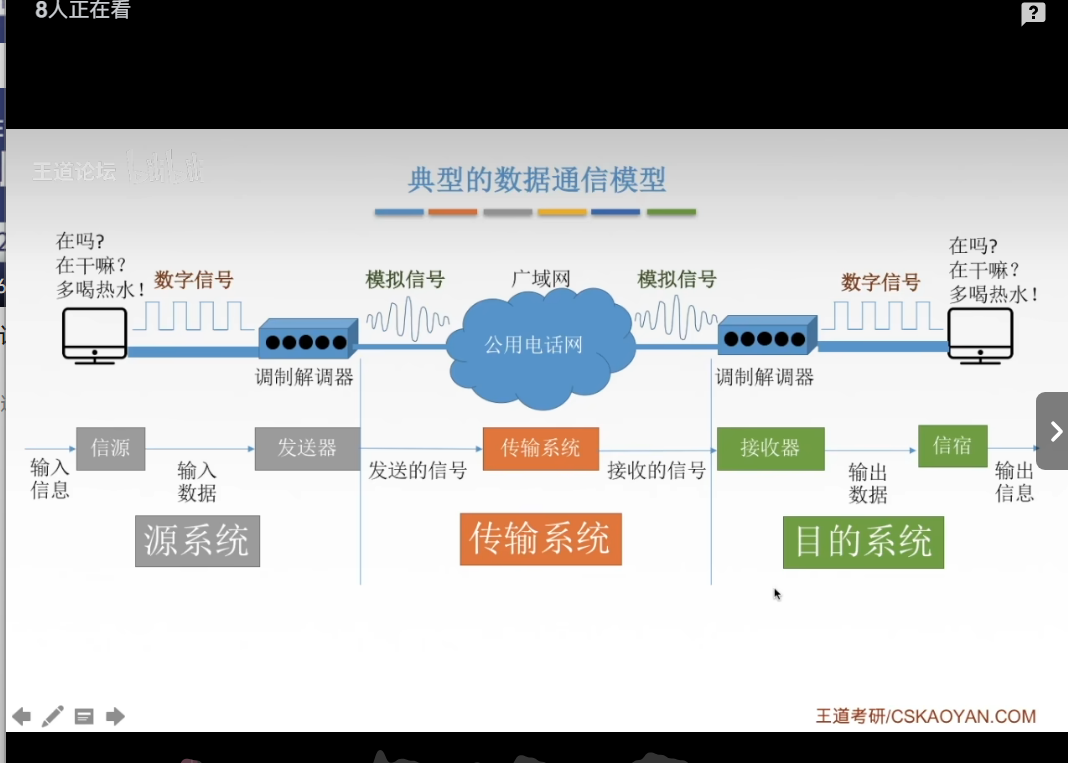 8人正在看
?
王道论坛 bilibili
典型的数据通信模型
在吗?
在干嘛?
多喝热水!
数字信号
模拟信号
广域网
模拟信号
数字信号
在吗?
在干嘛?
多喝热水!
公用电话网
调制解调器
调制解调器
信源
发送器
传输系统
接收器
信宿
输入
信息
输入
数据
发送的信号
接收的信号
输出
数据
输出
信息
源系统
传输系统
目的系统
王道考研/CSKAOYAN.COM